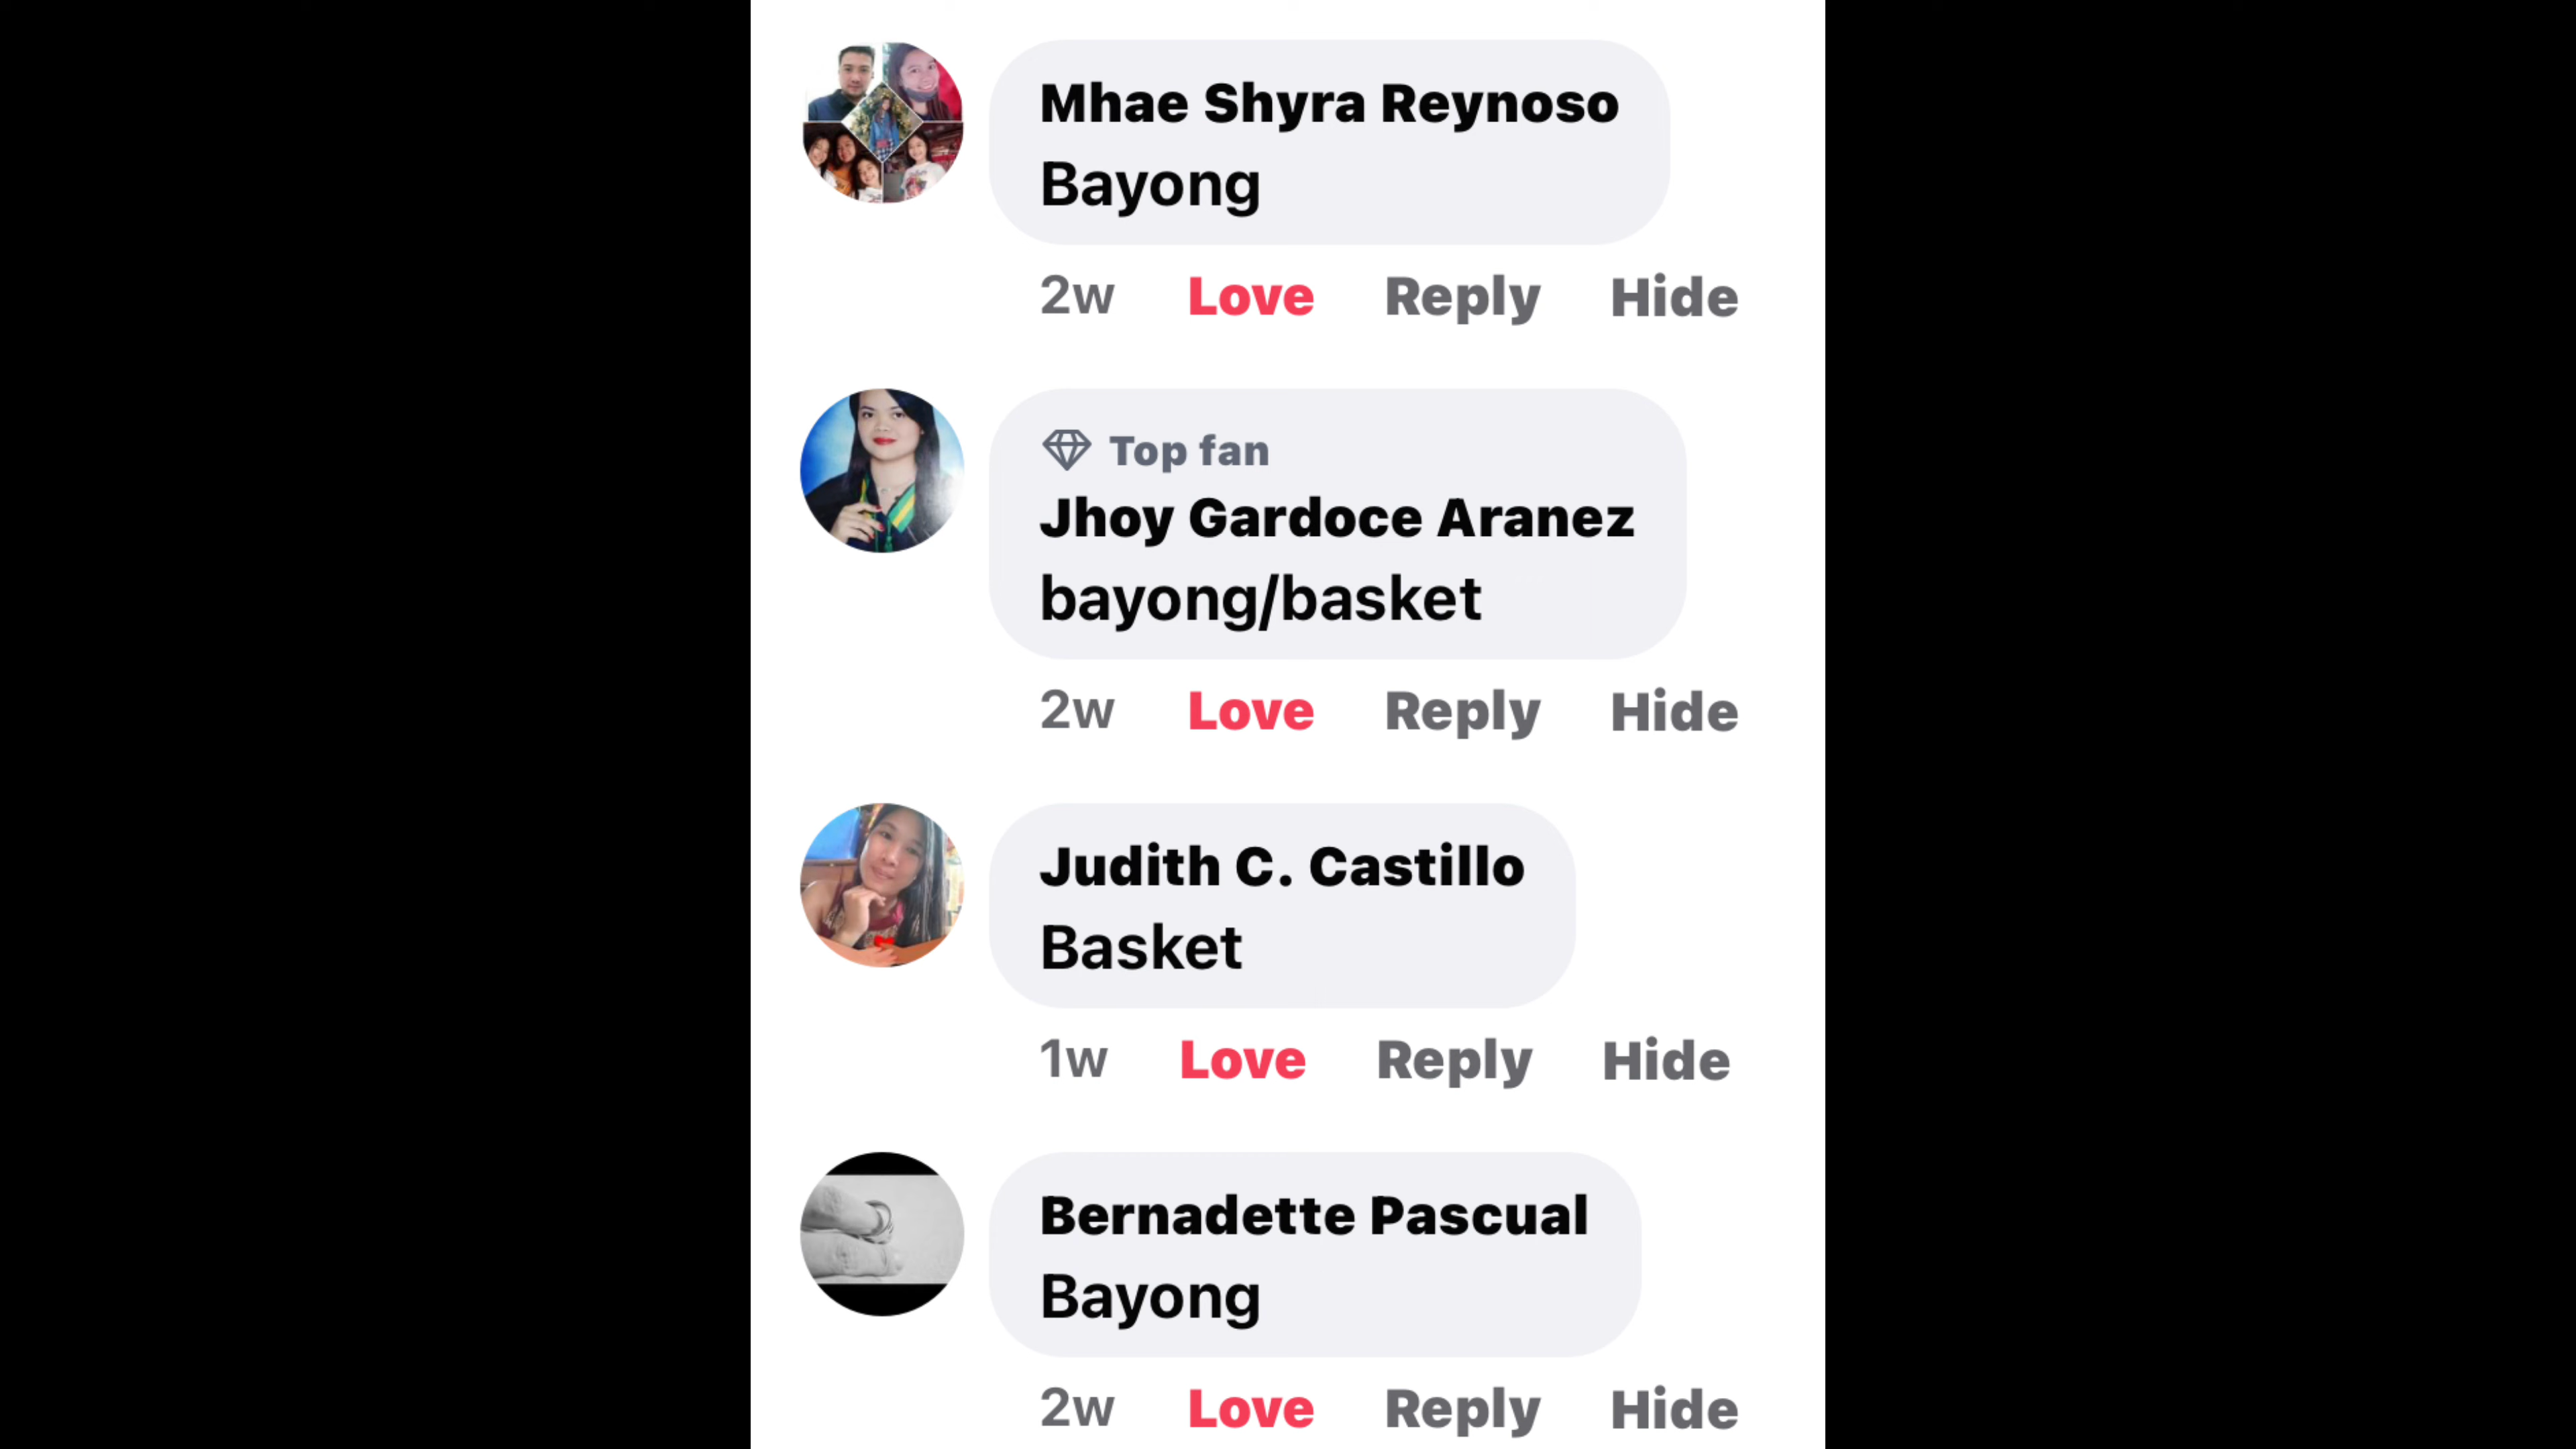 Mhae Shyra Reynoso
Bayong
2w Love Reply Hide
Top fan
Jhoy Gardoce Aranez
bayong/basket
2w Love Reply Hide
Judith C. Castillo
Basket
1w Love Reply Hide
Bernadette Pascual
Bayong
2w Love Reply Hide